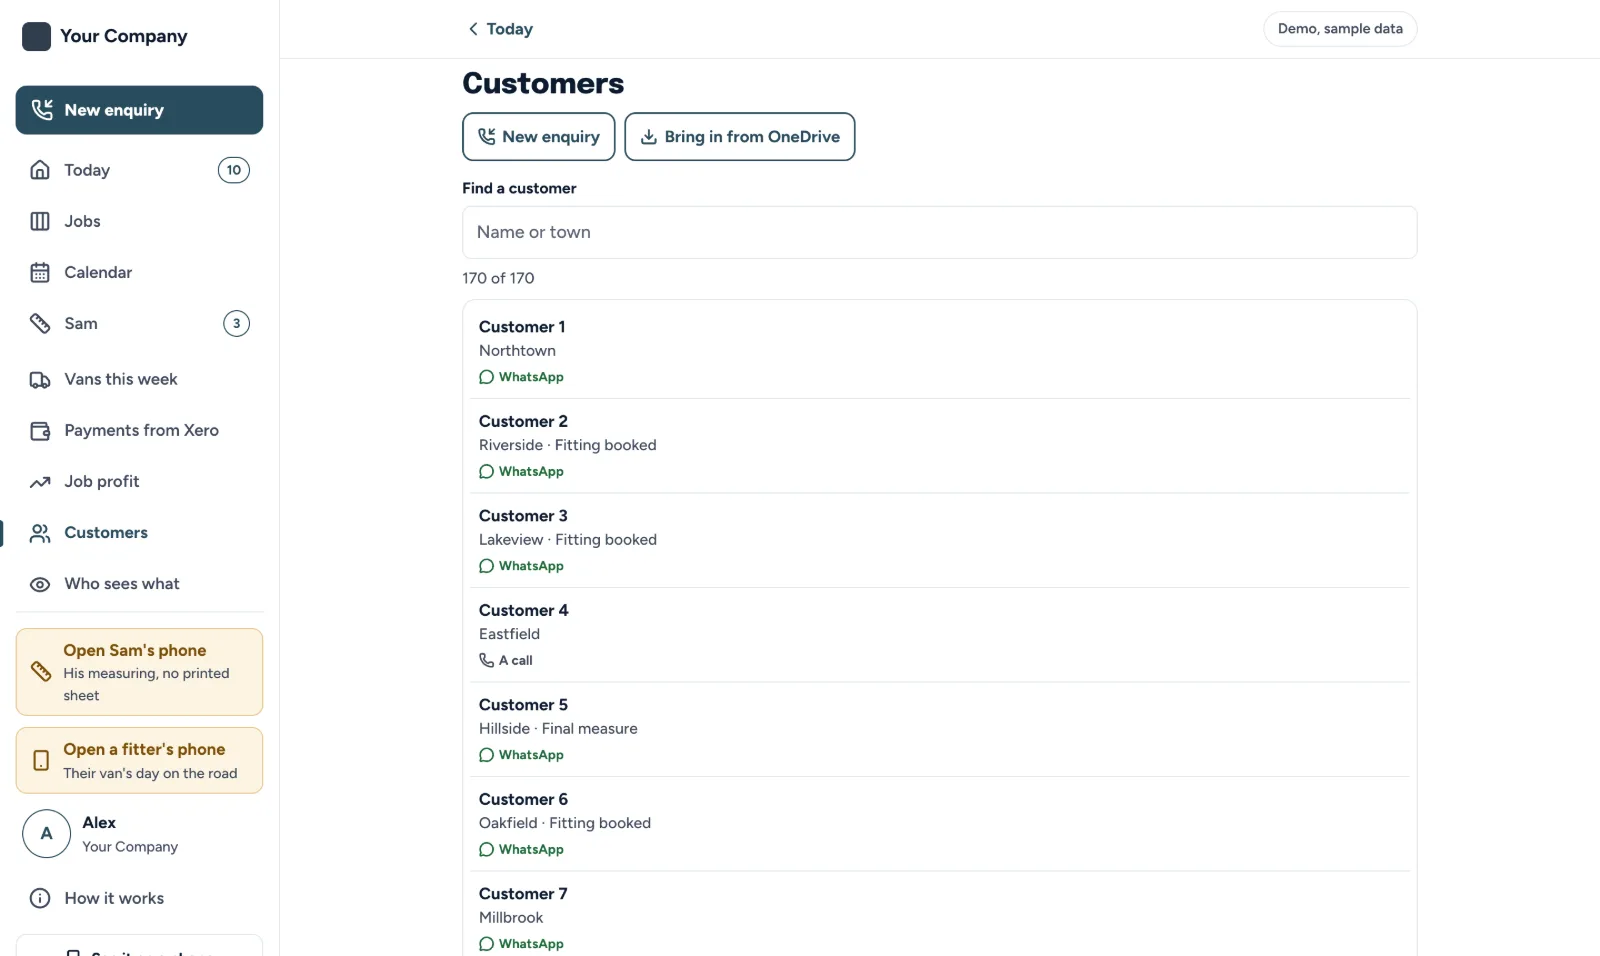 Your Company
New enquiry
Today 10
Jobs
Calendar
Sam 3
Vans this week
Payments from Xero
Job profit
Customers
Who sees what
Open Sam's phone
His measuring, no printed
sheet
Open a fitter's phone
Their van's day on the road
A
Alex
Your Company
How it works
Today
Demo, sample data
Customers
New enquiry
Bring in from OneDrive
Find a customer
Name or town
170 of 170
Customer 1
Northtown
WhatsApp
Customer 2
Riverside · Fitting booked
WhatsApp
Customer 3
Lakeview · Fitting booked
WhatsApp
Customer 4
Eastfield
A call
Customer 5
Hillside · Final measure
WhatsApp
Customer 6
Oakfield · Fitting booked
WhatsApp
Customer 7
Millbrook
WhatsApp